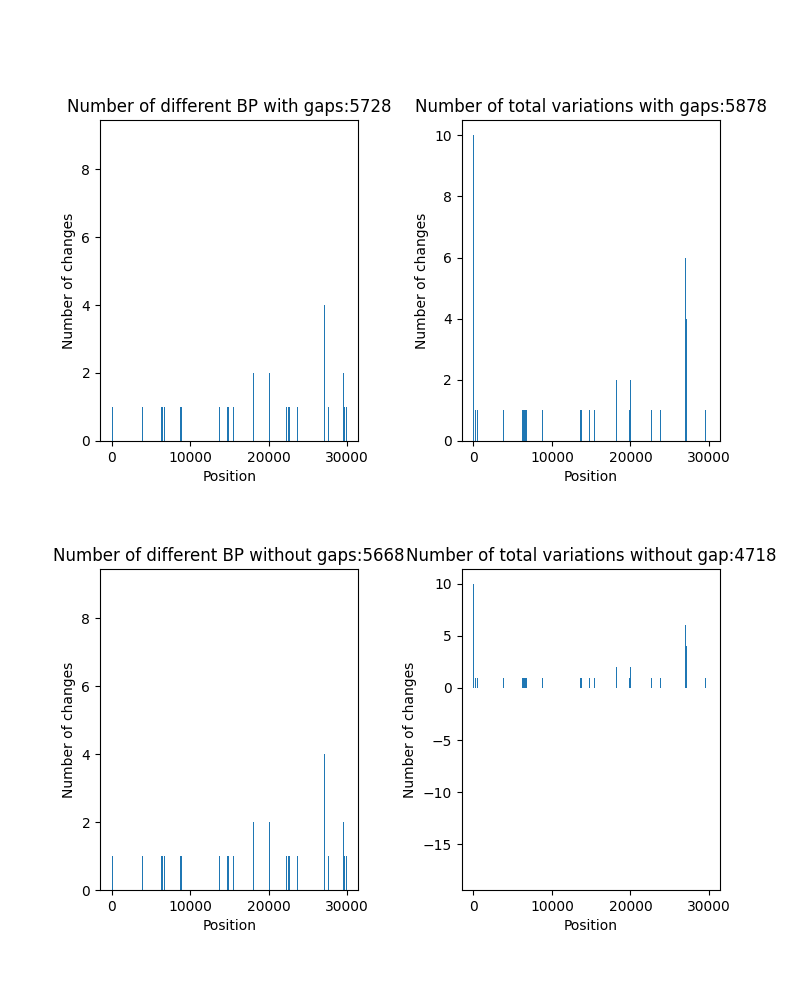 Number of different BP with gaps:5728
Number of changes
8
6
4
2
0
0 10000 20000 30000
Position
Number of total variations with gaps:5878
Number of changes
10
8
6
4
2
0
0 10000 20000 30000
Position
Number of different BP without gaps:5668
Number of changes
8
6
4
2
0
0 10000 20000 30000
Position
Number of total variations without gap:4718
Number of changes
10
5
0
−5
−10
−15
0 10000 20000 30000
Position